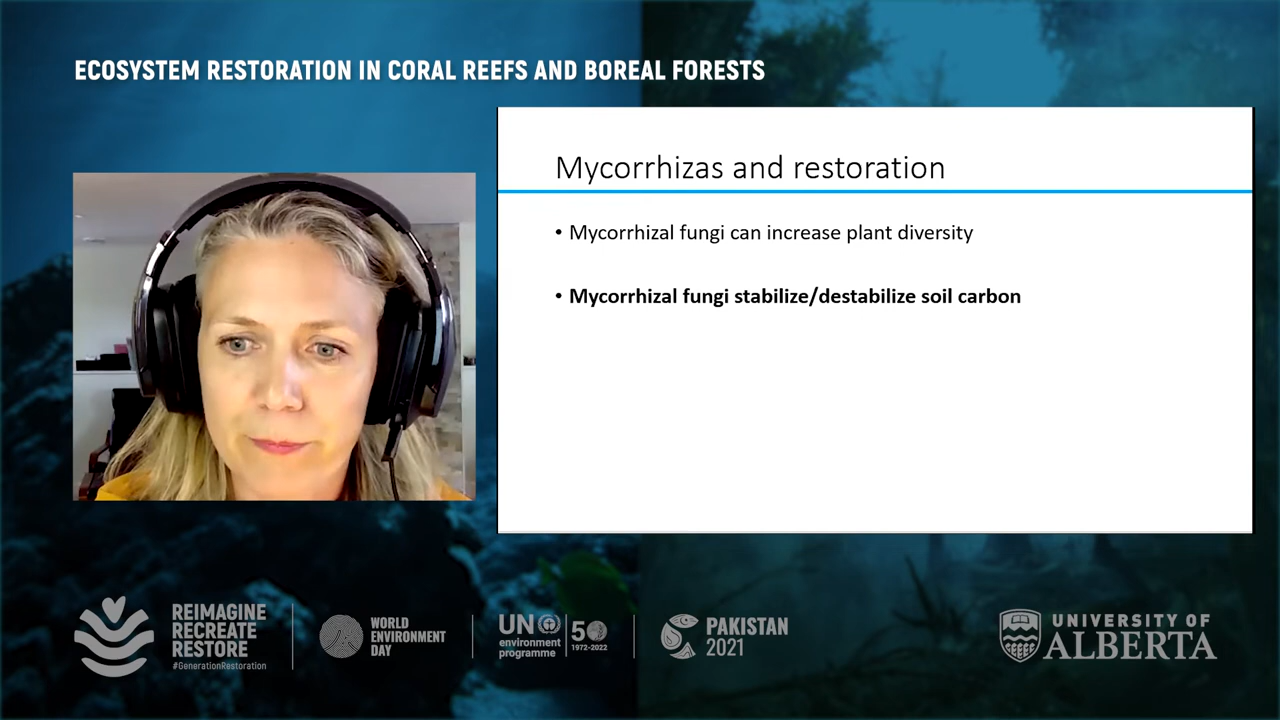 ECOSYSTEM RESTORATION IN CORAL REEFS AND BOREAL FORESTS
Mycorrhizas and restoration
• Mycorrhizal fungi can increase plant diversity
• Mycorrhizal fungi stabilize/destabilize soil carbon
REIMAGINE
RECREATE
RESTORE
#GenerationRestoration
WORLD
ENVIRONMENT
DAY
UN
environment
programme
50
1972-2022
PAKISTAN
2021
UNIVERSITY OF
ALBERTA